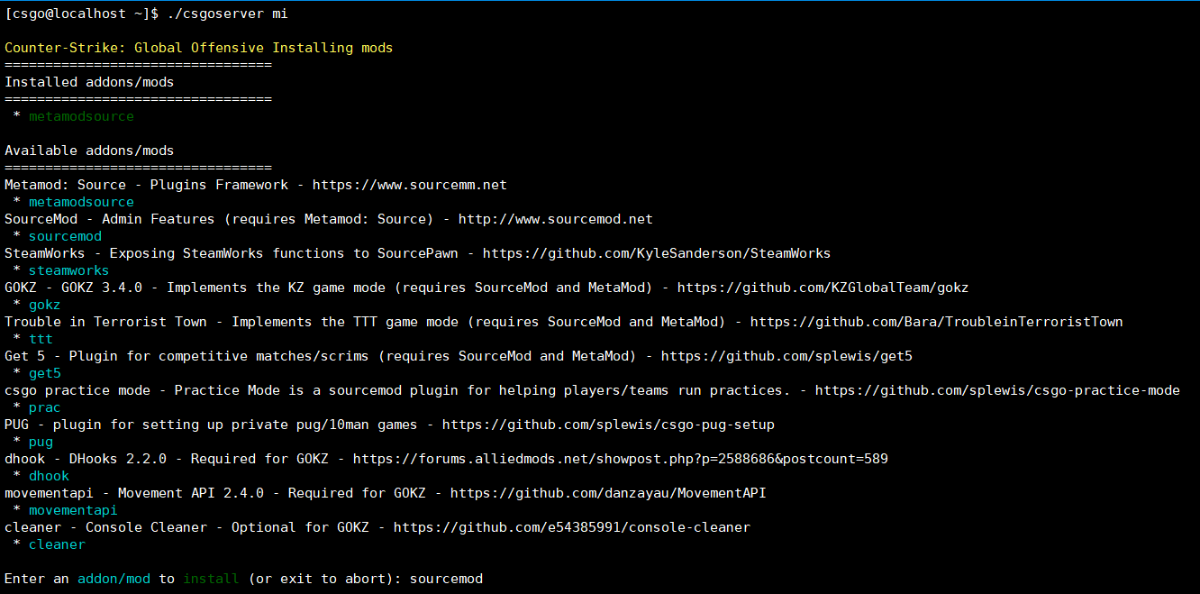 [csgo@localhost ~]$ ./csgoserver mi
Counter-Strike: Global Offensive Installing mods
=================================
Installed addons/mods
=================================
* metamodsource
Available addons/mods
=================================
Metamod: Source - Plugins Framework - https://www.sourcemm.net
* metamodsource
SourceMod - Admin Features (requires Metamod: Source) - http://www.sourcemod.net
* sourcemod
SteamWorks - Exposing SteamWorks functions to SourcePawn - https://github.com/KyleSanderson/SteamWorks
* steamworks
GOKZ - GOKZ 3.4.0 - Implements the KZ game mode (requires SourceMod and MetaMod) - https://github.com/KZGlobalTeam/gokz
* gokz
Trouble in Terrorist Town - Implements the TTT game mode (requires SourceMod and MetaMod) - https://github.com/Bara/TroubleinTerroristTown
* ttt
Get 5 - Plugin for competitive matches/scrims (requires SourceMod and MetaMod) - https://github.com/splewis/get5
* get5
csgo practice mode - Practice Mode is a sourcemod plugin for helping players/teams run practices. - https://github.com/splewis/csgo-practice-mode
* prac
PUG - plugin for setting up private pug/10man games - https://github.com/splewis/csgo-pug-setup
* pug
dhook - DHooks 2.2.0 - Required for GOKZ - https://forums.alliedmods.net/showpost.php?p=2588686&postcount=589
* dhook
movementapi - Movement API 2.4.0 - Required for GOKZ - https://github.com/danzayau/MovementAPI
* movementapi
cleaner - Console Cleaner - Optional for GOKZ - https://github.com/e54385991/console-cleaner
* cleaner
Enter an addon/mod to install (or exit to abort): sourcemod